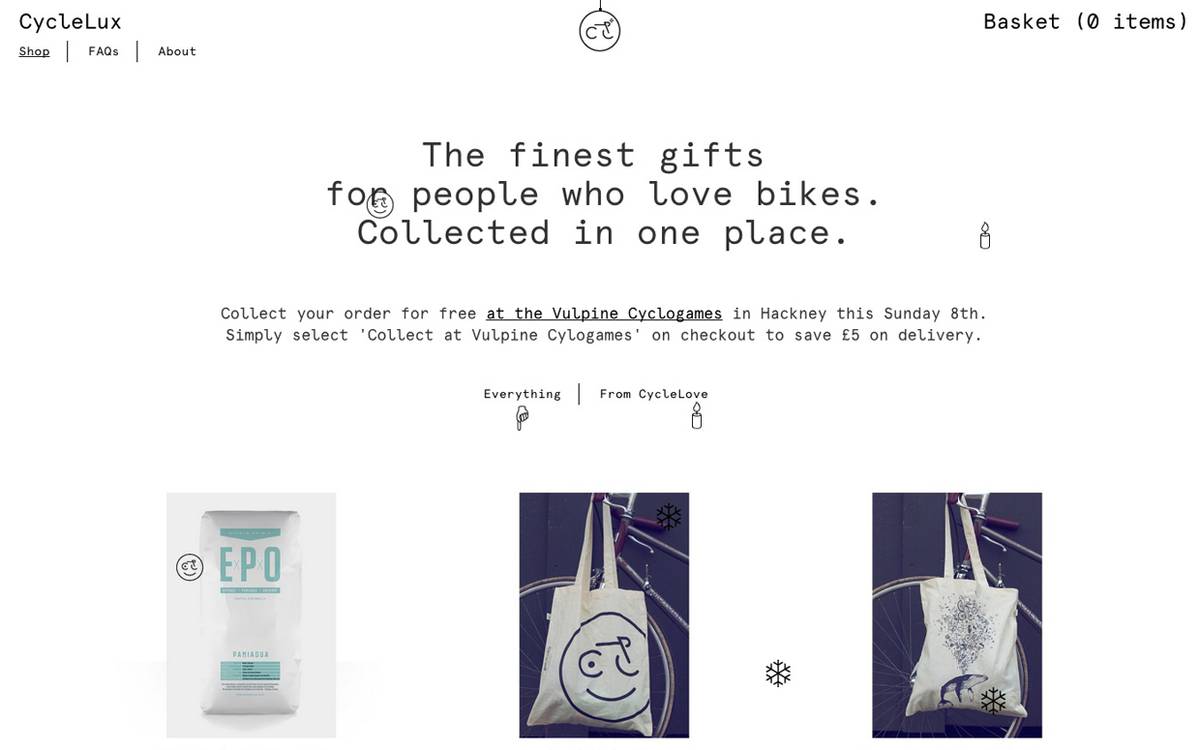 CycleLux
Basket (0 items)
Shop
FAQs
About
The finest gifts
for people who love bikes.
Collected in one place.
Collect your order for free at the Vulpine Cyclogames in Hackney this Sunday 8th.
Simply select 'Collect at Vulpine Cylogames' on checkout to save £5 on delivery.
Everything
From CycleLove
EPO
PAMIAGUA